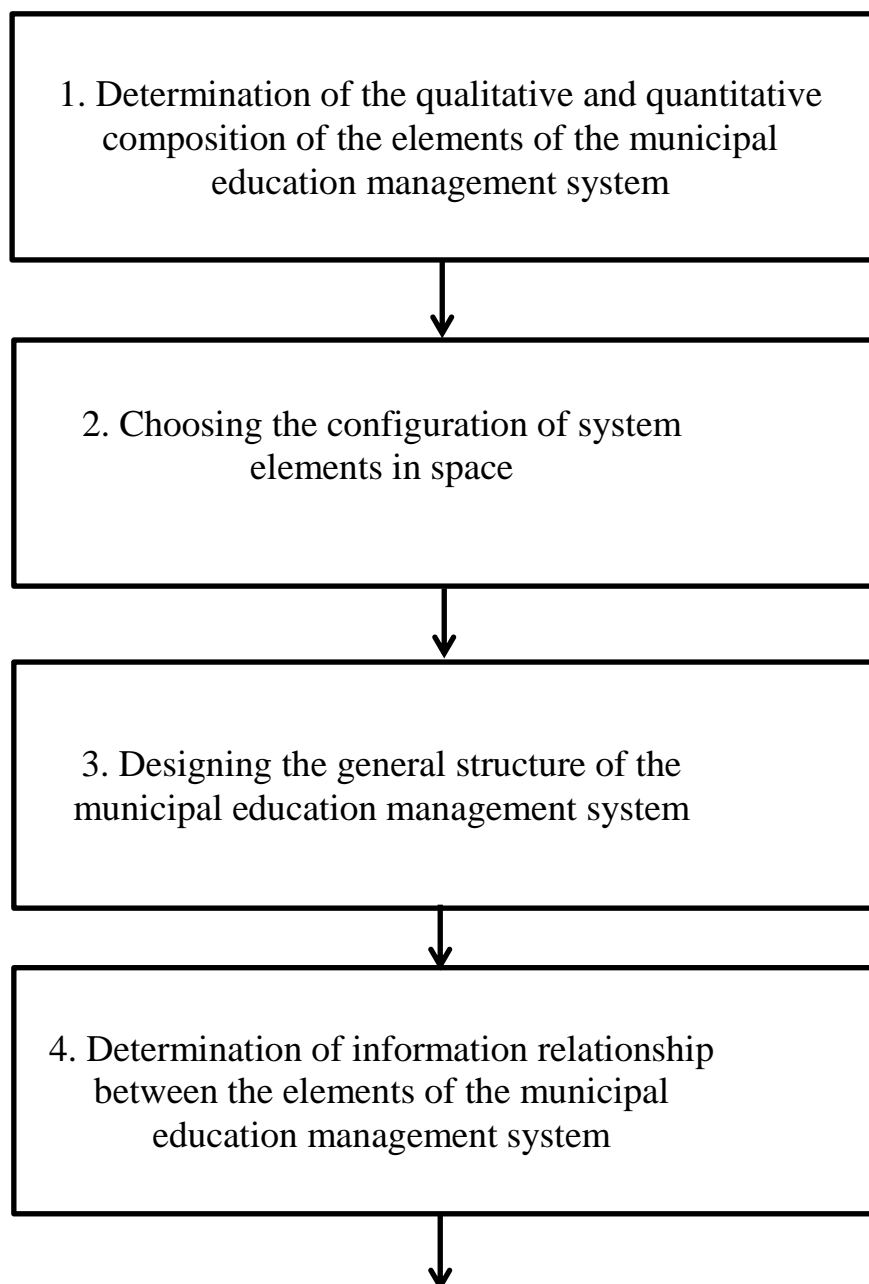 1. Determination of the qualitative and quantitative
composition of the elements of the municipal
education management system
2. Choosing the configuration of system
elements in space
3. Designing the general structure of the
municipal education management system
4. Determination of information relationship
between the elements of the municipal
education management system